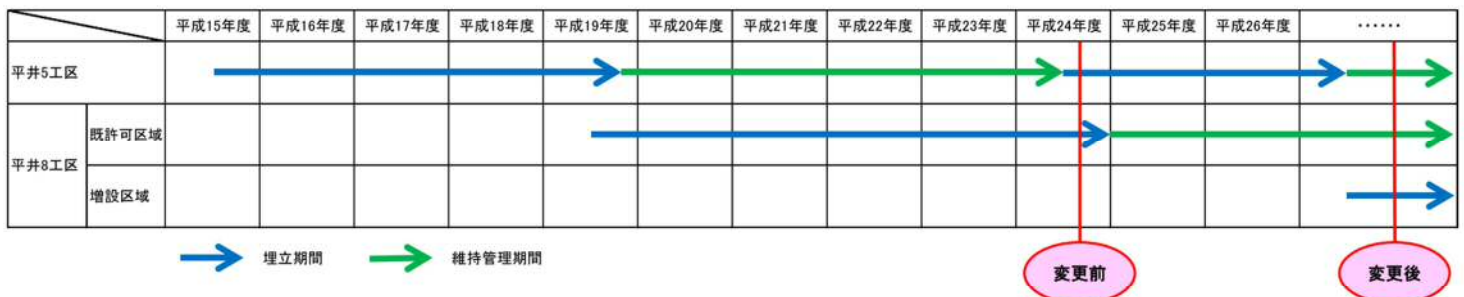 平成15年度 平成16年度 平成17年度 平成18年度 平成19年度 平成20年度 平成21年度 平成22年度 平成23年度 平成24年度 平成25年度 平成26年度 ……
平井5工区
平井8工区
既許可区域
増設区域
埋立期間 維持管理期間
変更前 変更後